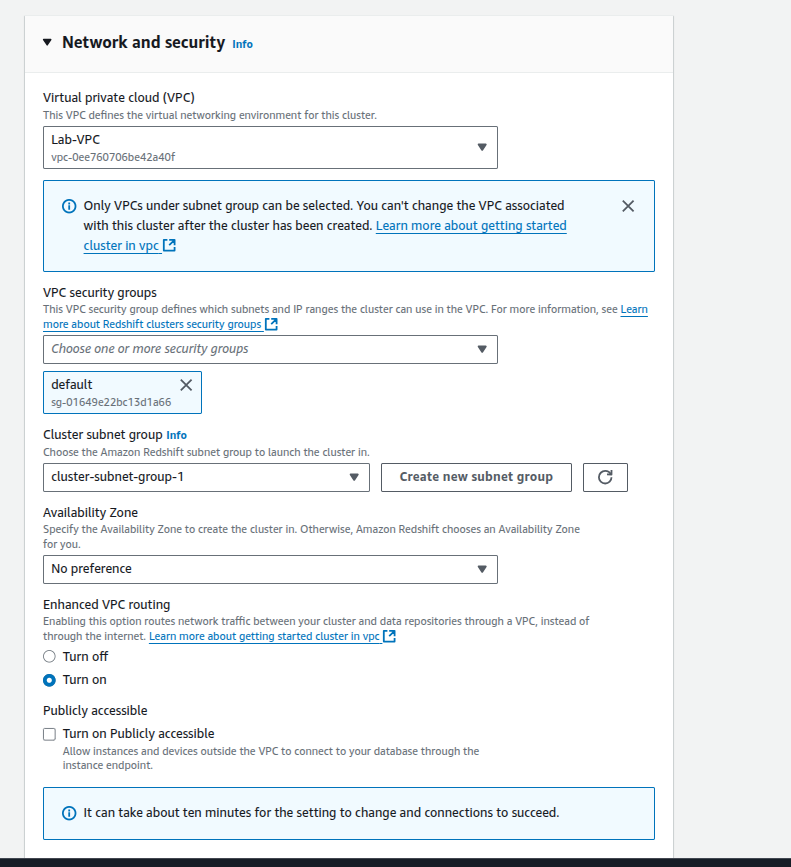 Network and security Info
Virtual private cloud (VPC)
This VPC defines the virtual networking environment for this cluster.
Lab-VPC
vpc-0ee760706be42a40f
Only VPCs under subnet group can be selected. You can't change the VPC associated
with this cluster after the cluster has been created. Learn more about getting started
cluster in vpc
VPC security groups
This VPC security group defines which subnets and IP ranges the cluster can use in the VPC. For more information, see Learn
more about Redshift clusters security groups
Choose one or more security groups
default
sg-01649e22bc13d1a66
Cluster subnet group Info
Choose the Amazon Redshift subnet group to launch the cluster in.
cluster-subnet-group-1 Create new subnet group
Availability Zone
Specify the Availability Zone to create the cluster in. Otherwise, Amazon Redshift chooses an Availability Zone
for you.
No preference
Enhanced VPC routing
Enabling this option routes network traffic between your cluster and data repositories through a VPC, instead of
through the internet. Learn more about getting started cluster in vpc
Turn off
Turn on
Publicly accessible
Turn on Publicly accessible
Allow instances and devices outside the VPC to connect to your database through the
instance endpoint.
It can take about ten minutes for the setting to change and connections to succeed.